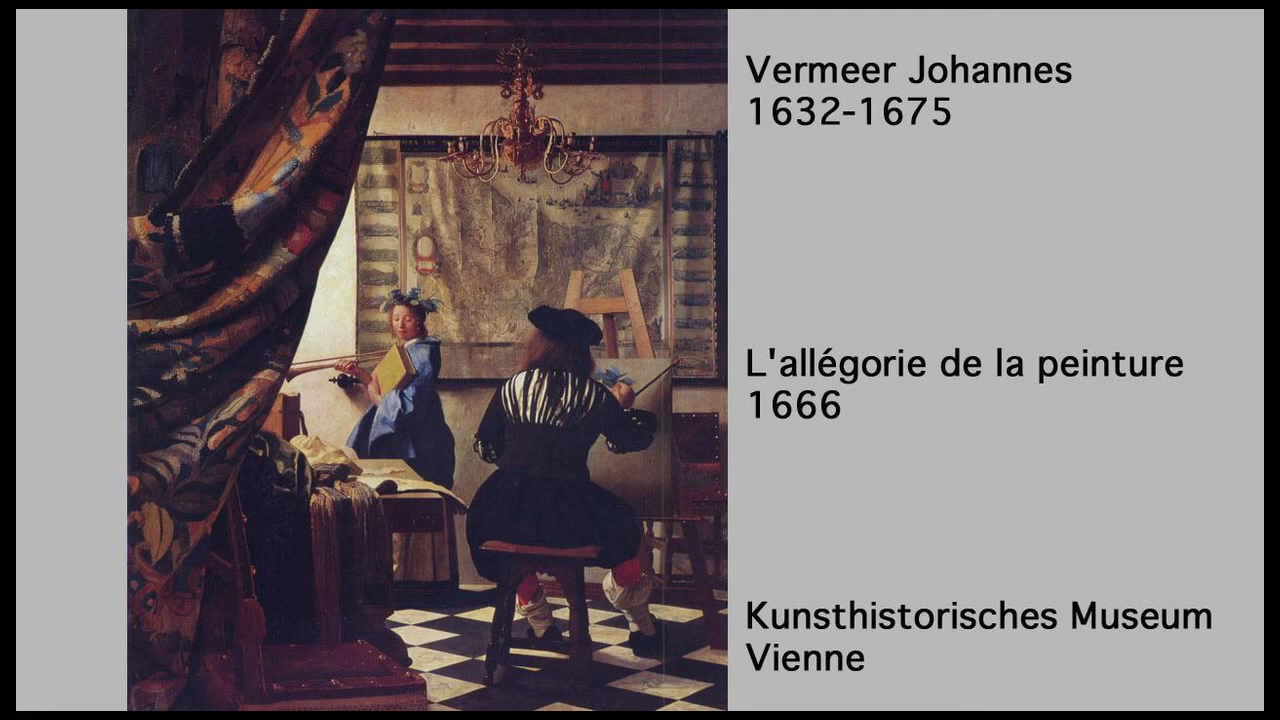 Vermeer Johannes
1632-1675
L'allégorie de la peinture
1666
Kunsthistorisches Museum
Vienne